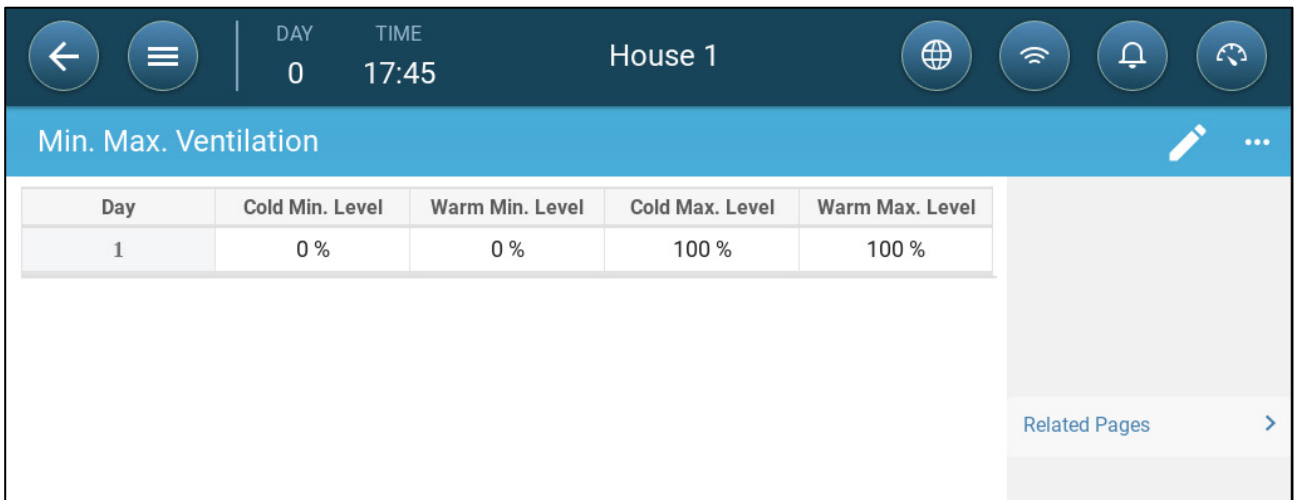 DAY TIME
0 17:45 House 1
Min. Max. Ventilation
Day Cold Min. Level Warm Min. Level Cold Max. Level Warm Max. Level
1 0 % 0 % 100 % 100 %
Related Pages